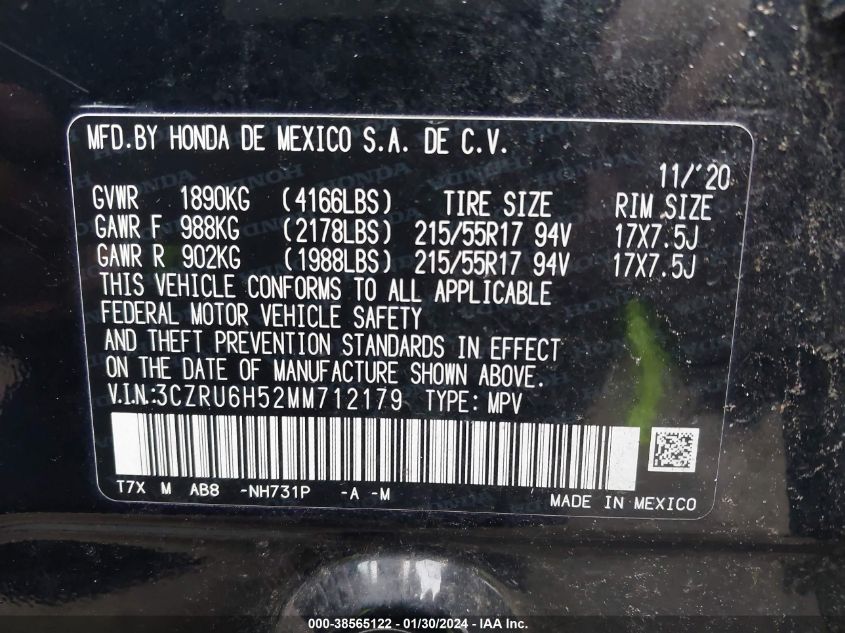 MFD.BY HONDA DE MEXICO S.A. DE C.V.
11/'20
GVWR 1890KG (4166LBS) TIRE SIZE RIM SIZE
GAWR F 988KG (2178LBS) 215/55R17 94V 17X7.5J
GAWR R 902KG (1988LBS) 215/55R17 94V 17X7.5J
THIS VEHICLE CONFORMS TO ALL APPLICABLE
FEDERAL MOTOR VEHICLE SAFETY
AND THEFT PREVENTION STANDARDS IN EFFECT
ON THE DATE OF MANUFACTURE SHOWN ABOVE.
V.I.N.:3CZRU6H52MM712179 TYPE: MPV
T7X M AB8 -NH731P -A -M
MADE IN MEXICO
000-38565122 - 01/30/2024 - IAA Inc.